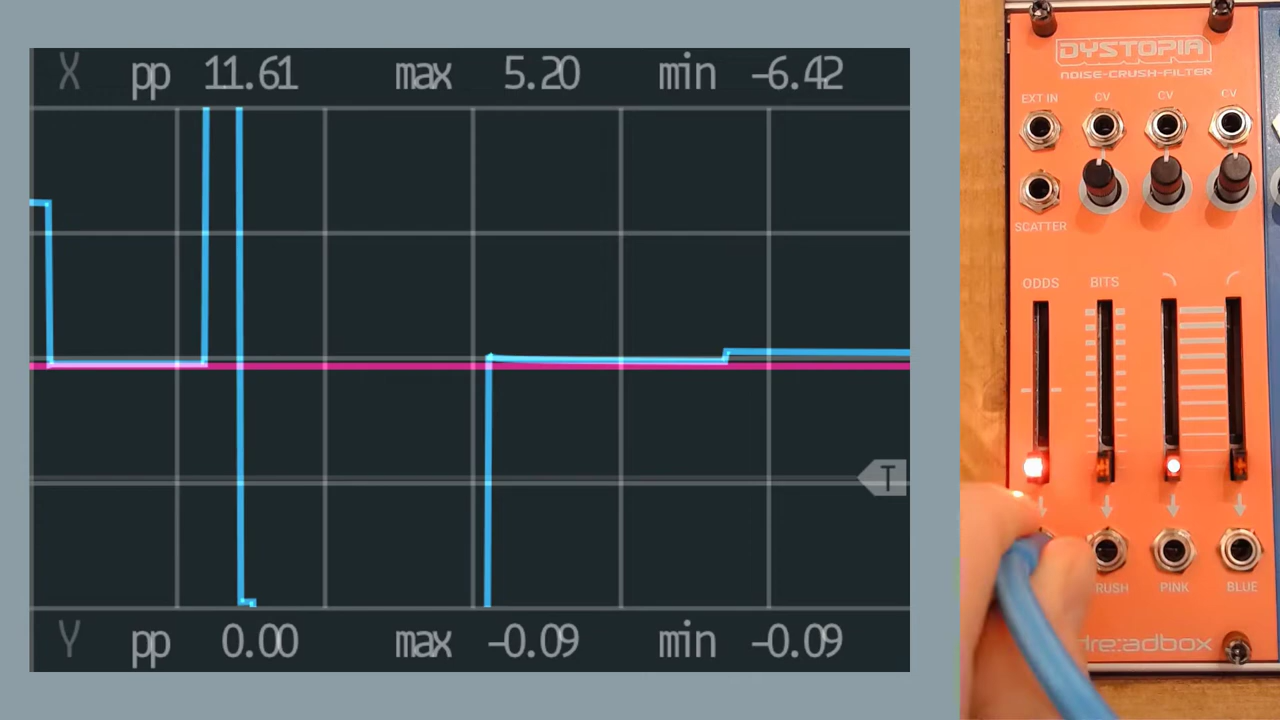 X pp 11.61 max 5.20 min -6.42
T
Y pp 0.00 max -0.09 min -0.09
DYSTOPIA
NOISE-CRUSH-FILTER
EXT IN CV CV CV
SCATTER
ODDS BITS
RUSH PINK BLUE
dre:adbox